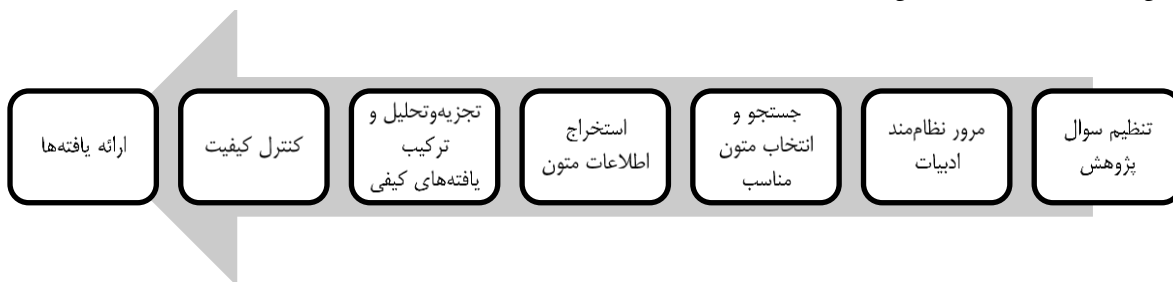 تنظیم سوال
پژوهش
مرور نظام‌مند
ادبیات
جستجو و
انتخاب متون
مناسب
استخراج
اطلاعات متون
تجزیه‌وتحلیل و
ترکیب
یافته‌های کیفی
کنترل کیفیت
ارائه یافته‌ها